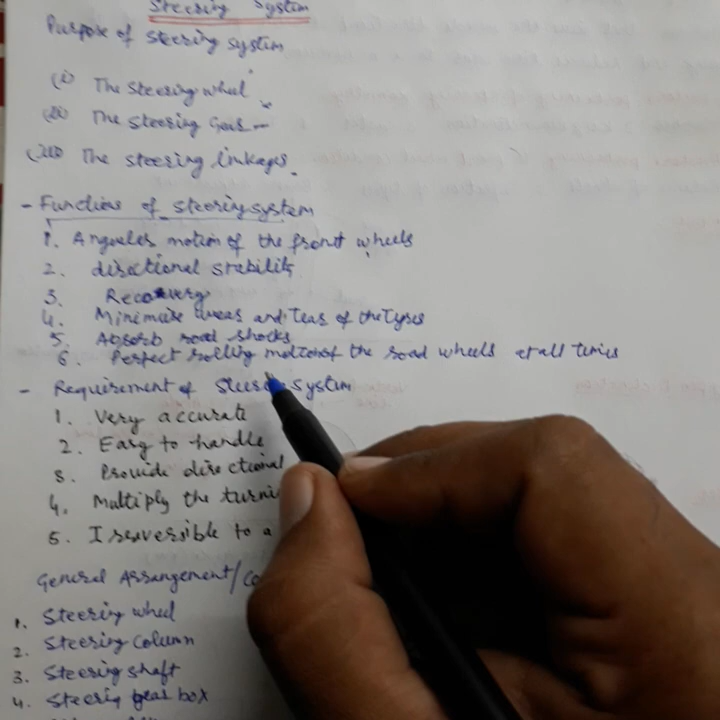 Steering System
Purpose of Steering system
(i) The Steering wheel
(ii) The Steering Gear
(iii) The steering linkages.
- Functions of steering system
1. Angular motion of the front wheels
2. directional stability
3. Recovery
4. Minimise wear and Tear of the Tyres
5. Absorb road shocks
6. Perfect rolling motion of the road wheels at all times
- Requirement of System
1. Very accurate
2. Easy to handle
3. Provide directional
4. Multiply the
5. Irreversible to a
General Arrangement/
1. Steering wheel
2. Steering Column
3. Steering shaft
4. Steering gear box